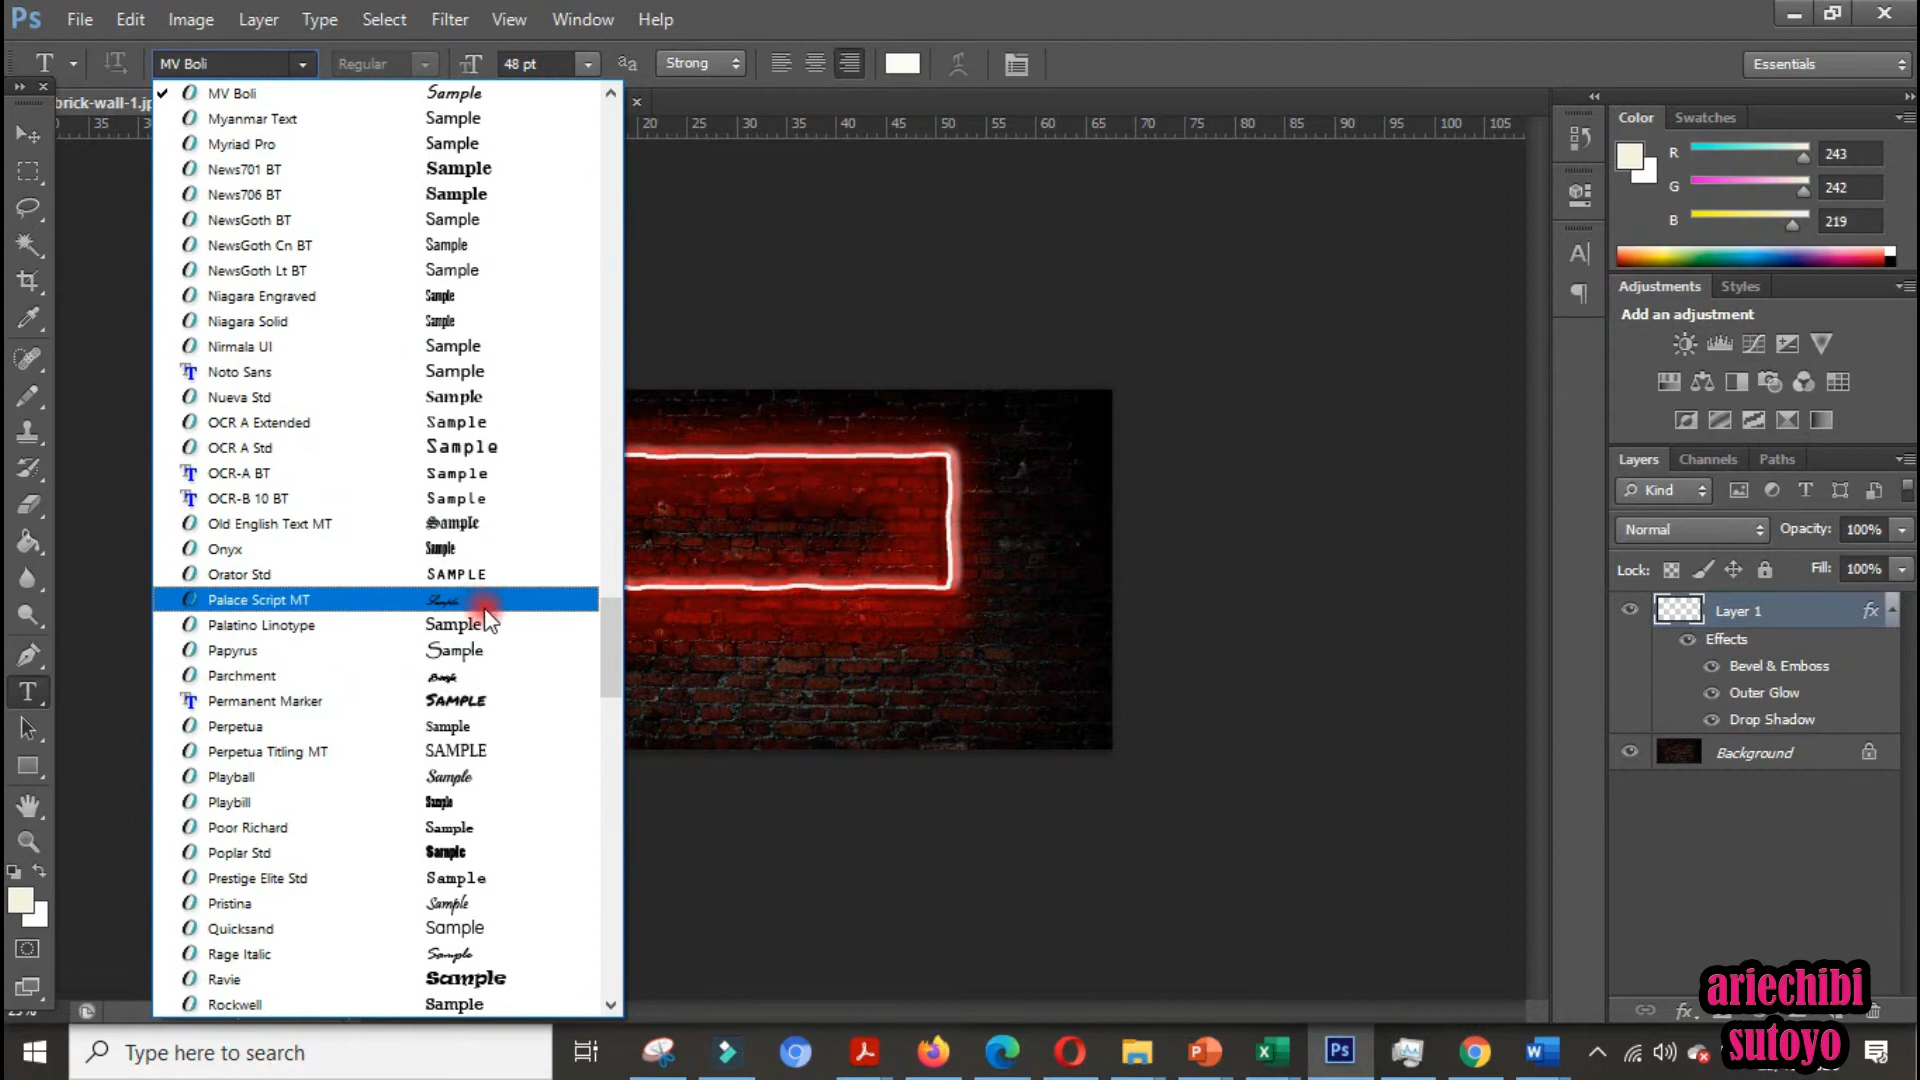 Ps File Edit Image Layer Type Select Filter View Window Help
T MV Boli Regular 48 pt aa Strong Essentials
brick-wall-1.jp
35 20 25 30 35 40 45 50 55 60 65 70 75 80 85 90 95 100 105
MV Boli Sample
Myanmar Text Sample
Myriad Pro Sample
News701 BT Sample
News706 BT Sample
NewsGoth BT Sample
NewsGoth Cn BT Sample
NewsGoth Lt BT Sample
Niagara Engraved Sample
Niagara Solid Sample
Nirmala UI Sample
Noto Sans Sample
Nueva Std Sample
OCR A Extended Sample
OCR A Std Sample
OCR-A BT Sample
OCR-B 10 BT Sample
Old English Text MT Sample
Onyx Sample
Orator Std SAMPLE
Palace Script MT Sample
Palatino Linotype Sample
Papyrus Sample
Parchment Sample
Permanent Marker SAMPLE
Perpetua Sample
Perpetua Titling MT SAMPLE
Playball Sample
Playbill Sample
Poor Richard Sample
Poplar Std Sample
Prestige Elite Std Sample
Pristina Sample
Quicksand Sample
Rage Italic Sample
Ravie Sample
Rockwell Sample
Color Swatches
R 243
G 242
B 219
Adjustments Styles
Add an adjustment
Layers Channels Paths
Kind
Normal Opacity: 100%
Lock: Fill: 100%
Layer 1 fx
Effects
Bevel & Emboss
Outer Glow
Drop Shadow
Background
fx
ariechibi
sutoyo
Type here to search